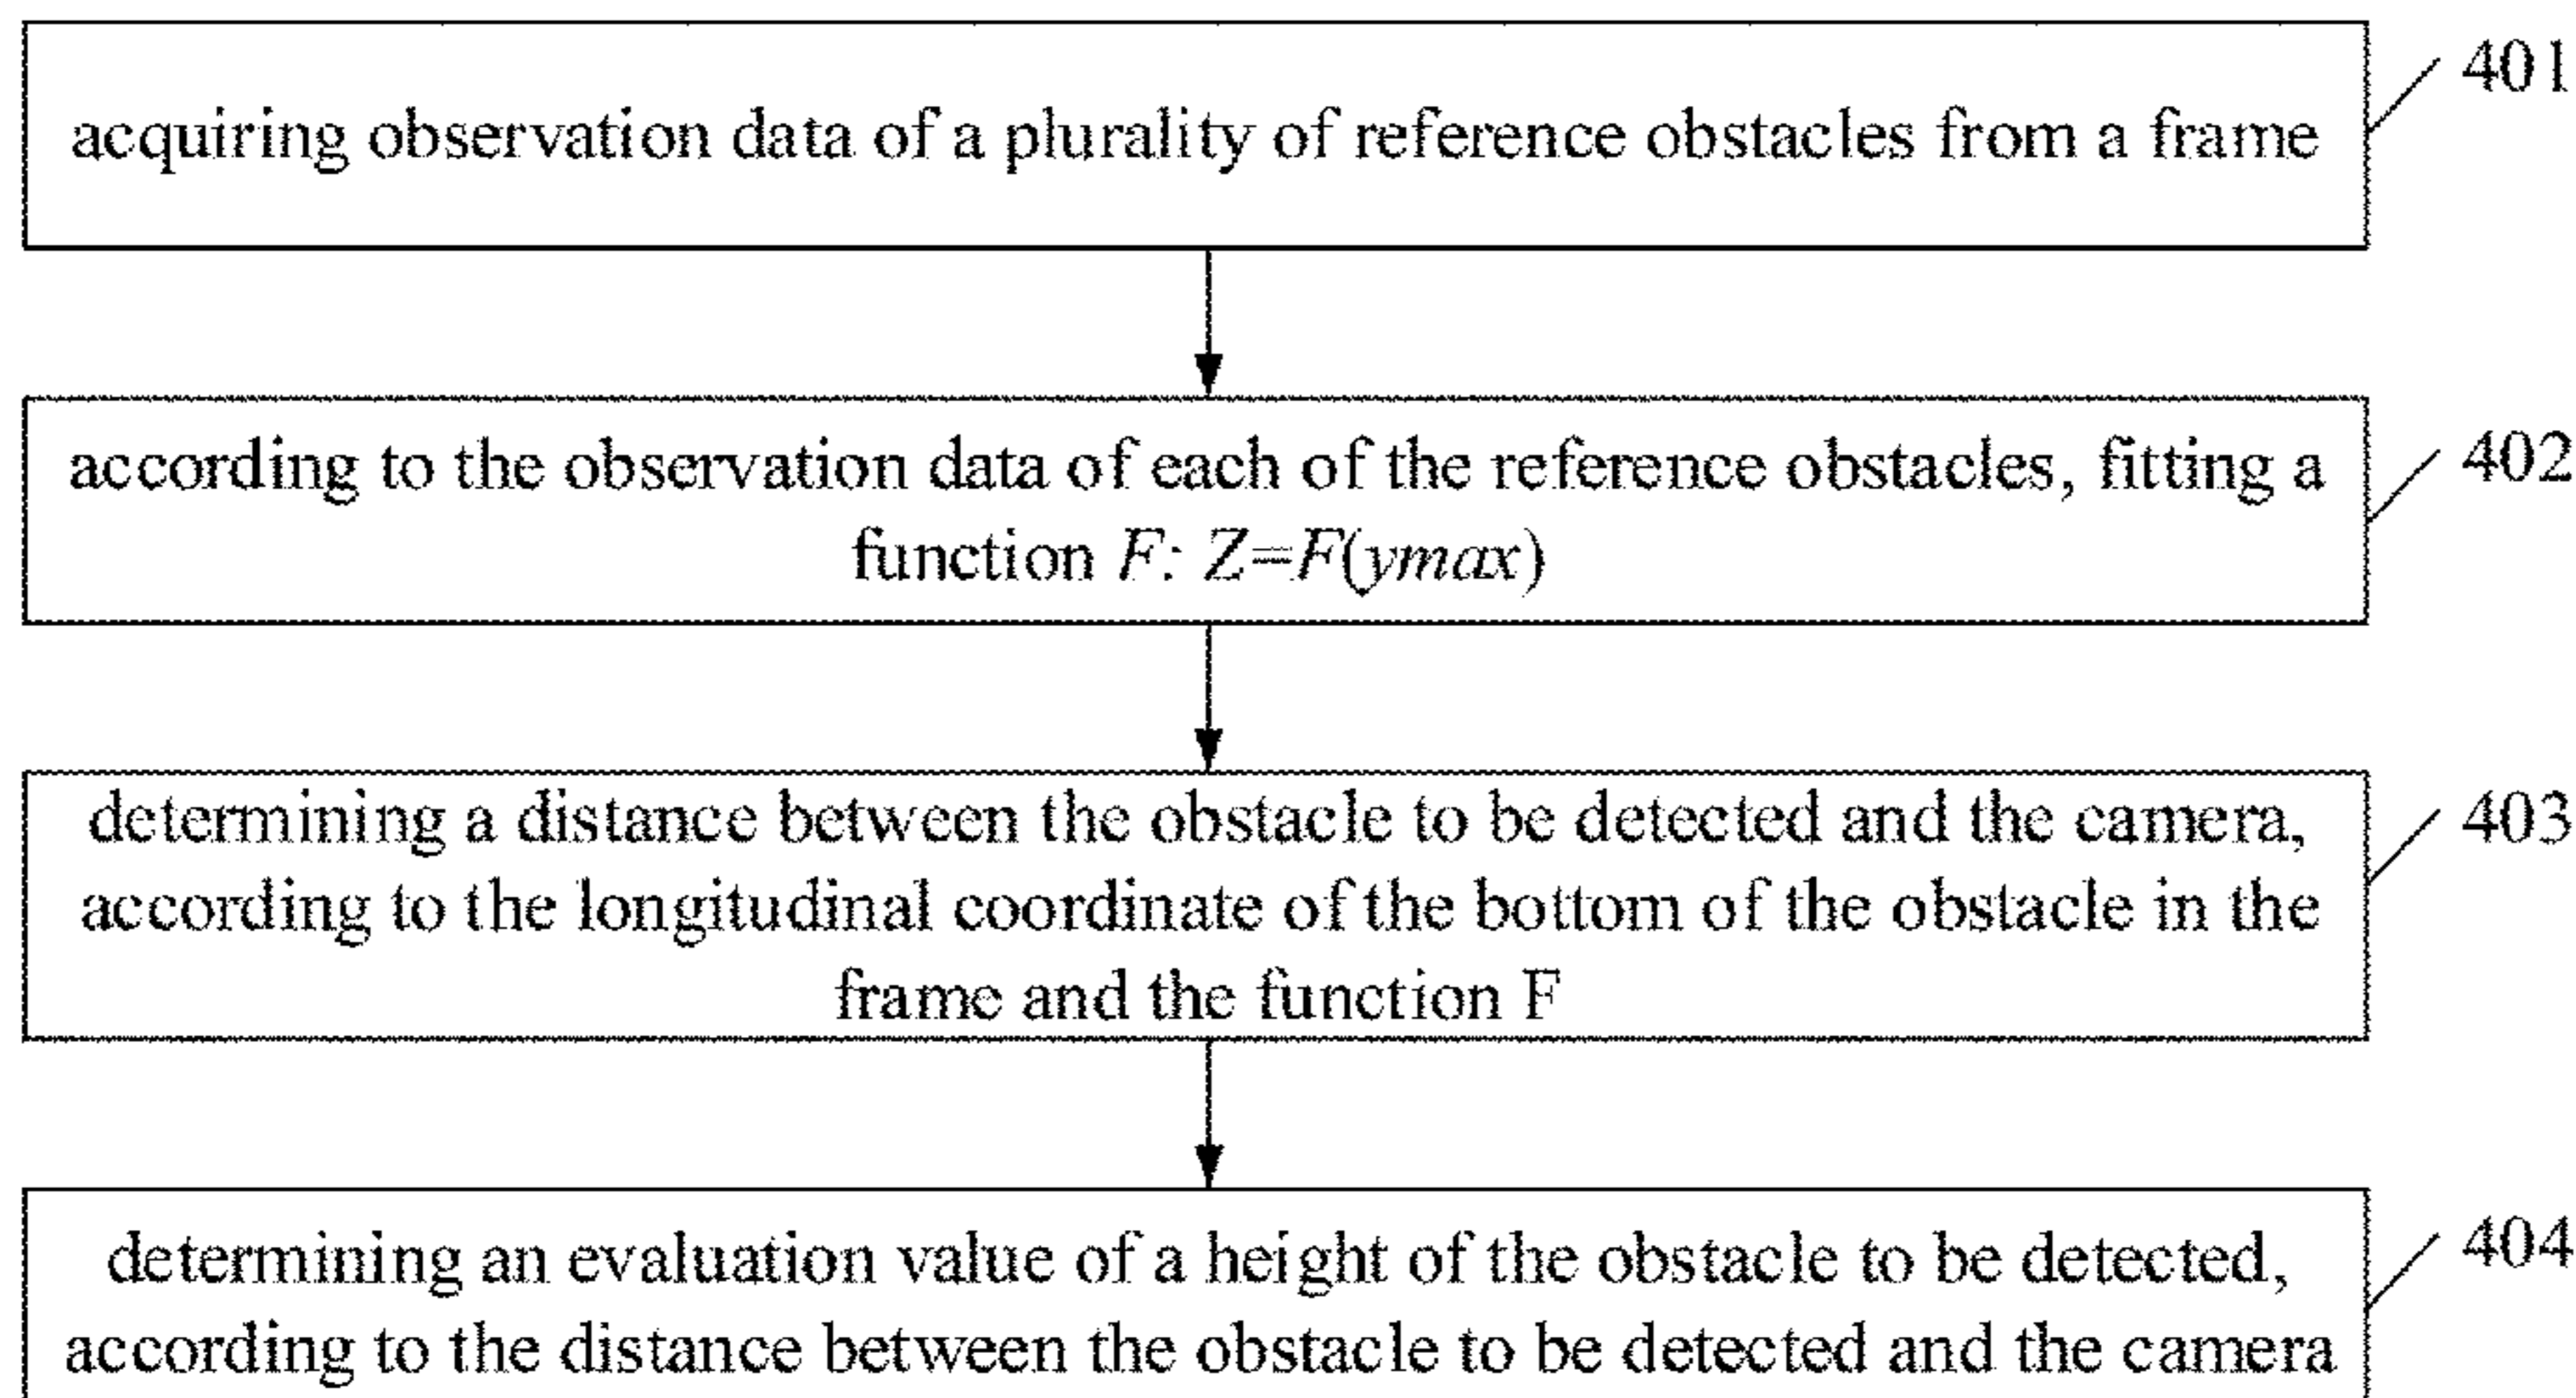 401
acquiring observation data of a plurality of reference obstacles from a frame
402
according to the observation data of each of the reference obstacles, fitting a
function F: Z=F(ymax)
403
determining a distance between the obstacle to be detected and the camera,
according to the longitudinal coordinate of the bottom of the obstacle in the
frame and the function F
404
determining an evaluation value of a height of the obstacle to be detected,
according to the distance between the obstacle to be detected and the camera